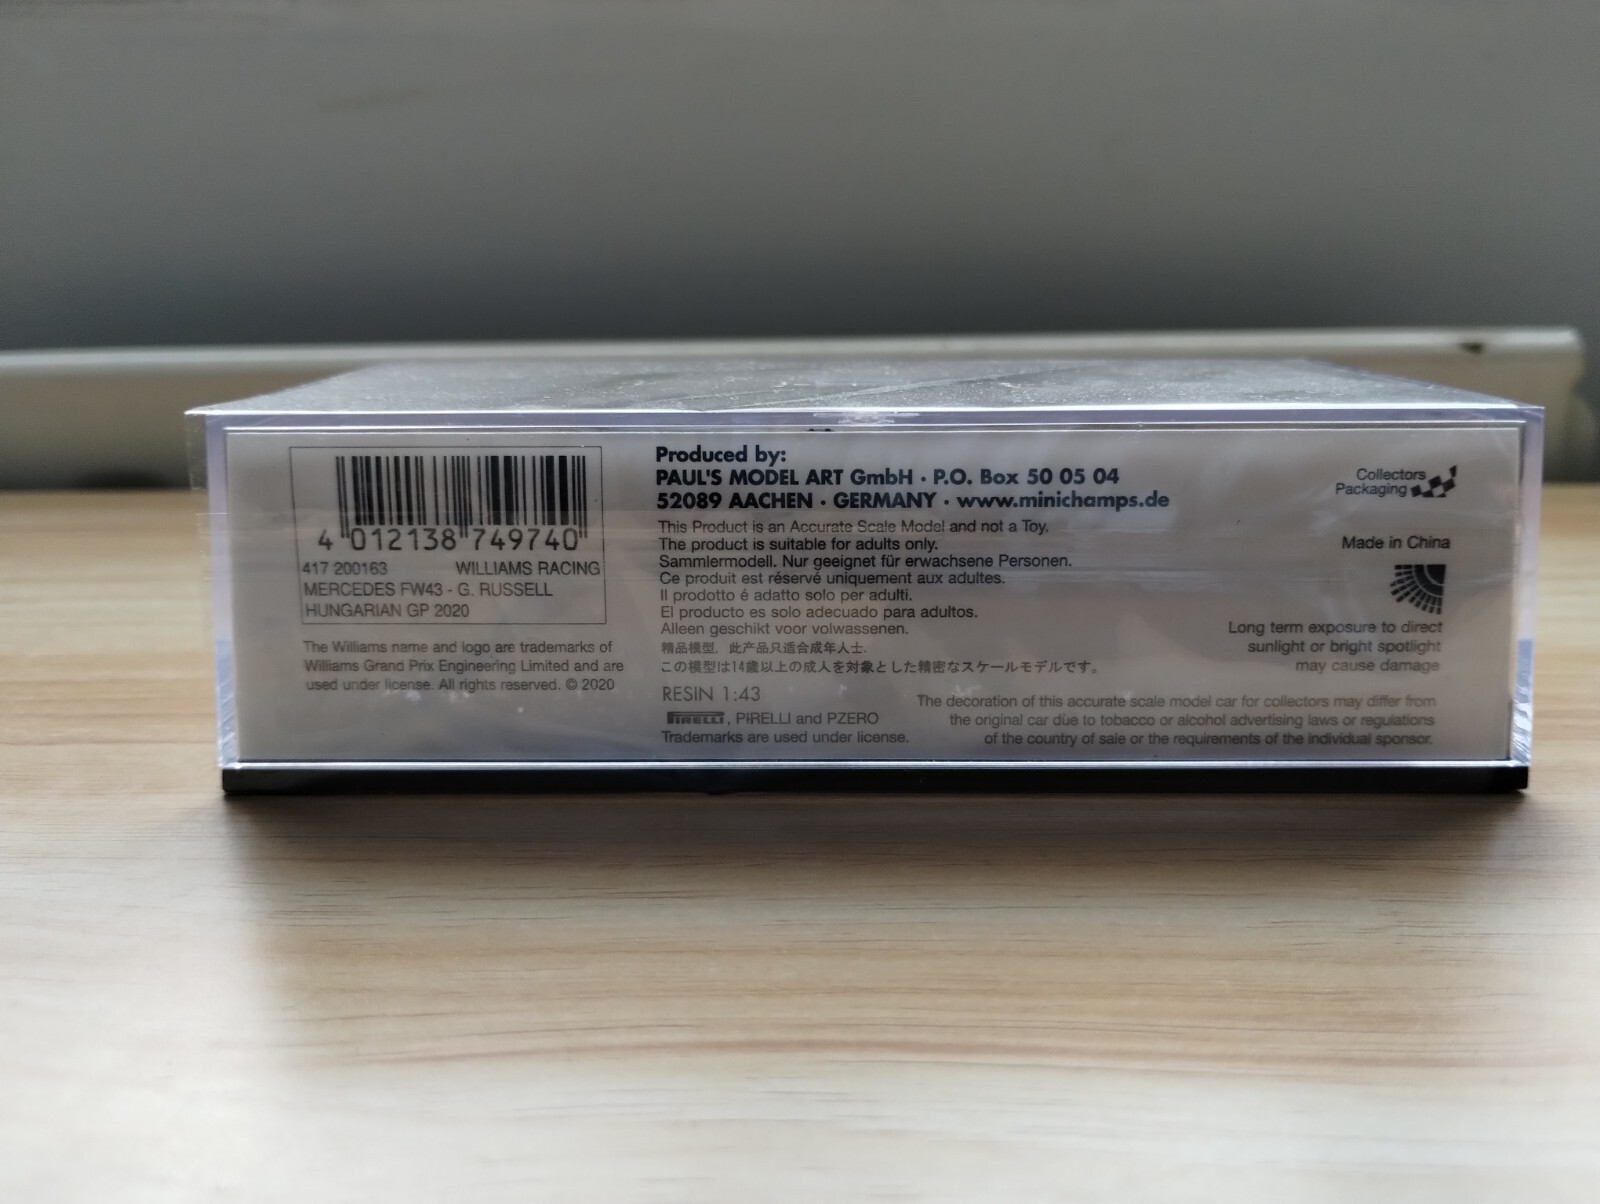 4 012138 749740
417 200163 WILLIAMS RACING
MERCEDES FW43 - G. RUSSELL
HUNGARIAN GP 2020
The Williams name and logo are trademarks of
Williams Grand Prix Engineering Limited and are
used under license. All rights reserved. © 2020
Produced by:
PAUL'S MODEL ART GmbH · P.O. Box 50 05 04
52089 AACHEN · GERMANY · www.minichamps.de
This Product is an Accurate Scale Model and not a Toy.
The product is suitable for adults only.
Sammlermodell. Nur geeignet für erwachsene Personen.
Ce produit est réservé uniquement aux adultes.
Il prodotto é adatto solo per adulti.
El producto es solo adecuado para adultos.
Alleen geschikt voor volwassenen.
精品模型，此产品只适合成年人士.
この模型は14歳以上の成人を対象とした精密なスケールモデルです。
RESIN 1:43
PIRELLI, PIRELLI and PZERO
Trademarks are used under license.
Collectors
Packaging
Made in China
Long term exposure to direct
sunlight or bright spotlight
may cause damage
The decoration of this accurate scale model car for collectors may differ from
the original car due to tobacco or alcohol advertising laws or regulations
of the country of sale or the requirements of the individual sponsor.